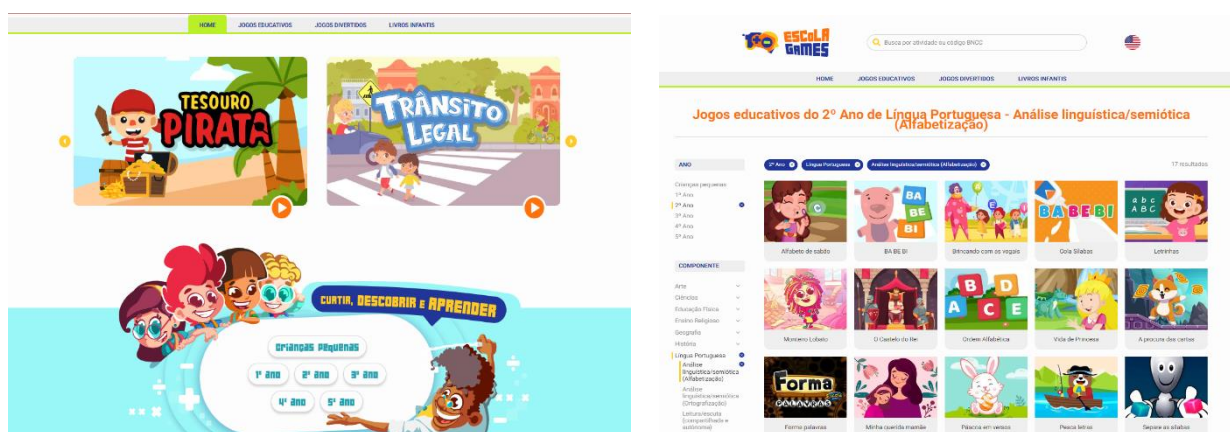 HOME JOGOS EDUCATIVOS JOGOS DIVERTIDOS LIVROS INFANTIS
TESOURO
PIRATA
TRÂNSITO
LEGAL
CURTIR, DESCOBRIR E APRENDER
Crianças pequenas
1º ano 2º ano 3º ano
4º ano 5º ano
ESCOLA
GAMES
Busca por atividade ou código BNCC
HOME JOGOS EDUCATIVOS JOGOS DIVERTIDOS LIVROS INFANTIS
Jogos educativos do 2º Ano de Língua Portuguesa - Análise linguística/semiótica
(Alfabetização)
ANO
2º Ano Língua Portuguesa Análise linguística/semiótica (Alfabetização)
17 resultados
Crianças pequenas
1º Ano
2º Ano
3º Ano
4º Ano
5º Ano
COMPONENTE
Arte
Ciências
Educação Física
Ensino Religioso
Geografia
História
Língua Portuguesa
Análise
linguística/semiótica
(Alfabetização)
Análise
linguística/semiótica
(Ortografização)
Leitura/escuta
(compartilhada e
autônoma)
C
BA
BE
BI
E I
BABEBI
a b c
A B C
Alfabeto de sabão BA BE BI Brincando com as vogais Cola Sílabas Letrinhas
B D
A C E
Monteiro Lobato O Castelo do Rei Ordem Alfabética Vida de Princesa A procura das cartas
Forma
PALAVRAS
Forma palavras Minha querida mamãe Páscoa em versos Pesca letras Separe as sílabas